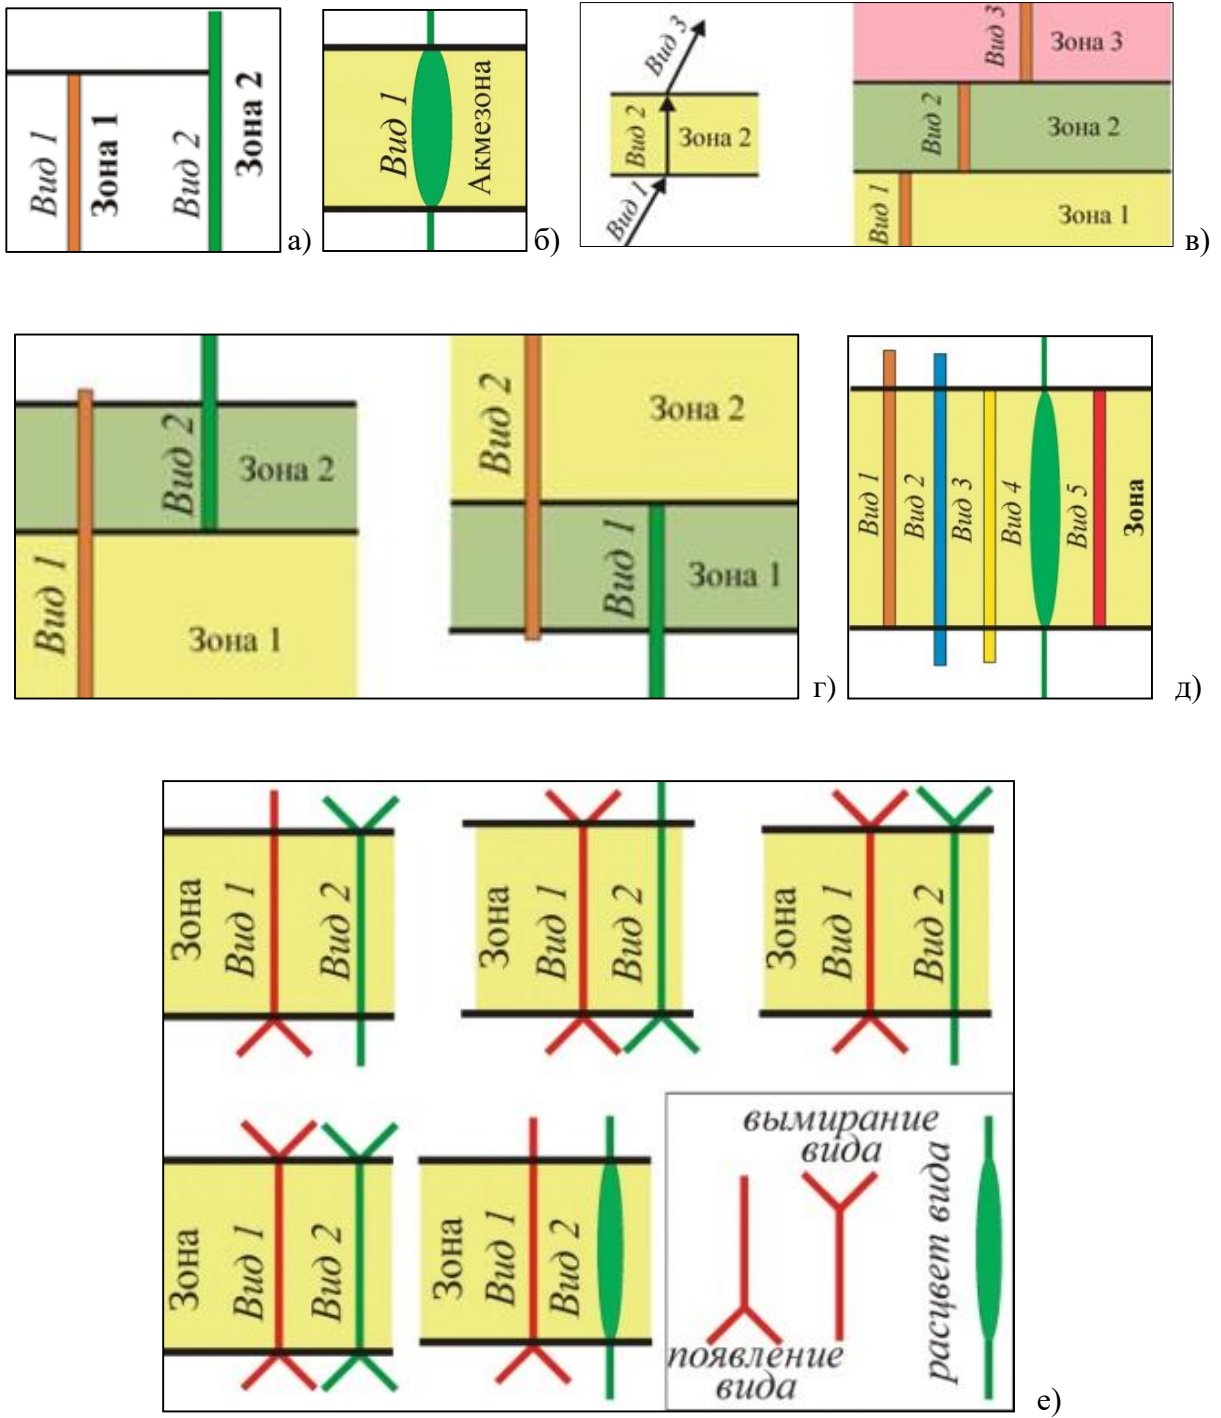 Вид 1
Зона 1
Вид 2
Зона 2
а)
Вид 1
Акмезона
б)
Вид 3
Вид 2
Зона 2
Вид 1
Вид 3
Зона 3
Вид 2
Зона 2
Вид 1
Зона 1
в)
Вид 2
Зона 2
Вид 1
Зона 1
Вид 2
Зона 2
Вид 1
Зона 1
г)
Вид 1
Вид 2
Вид 3
Вид 4
Вид 5
Зона
д)
Зона
Вид 1
Вид 2
Зона
Вид 1
Вид 2
Зона
Вид 1
Вид 2
Зона
Вид 1
Вид 2
Зона
Вид 1
Вид 2
вымирание
вида
появление
вида
расцвет вида
е)